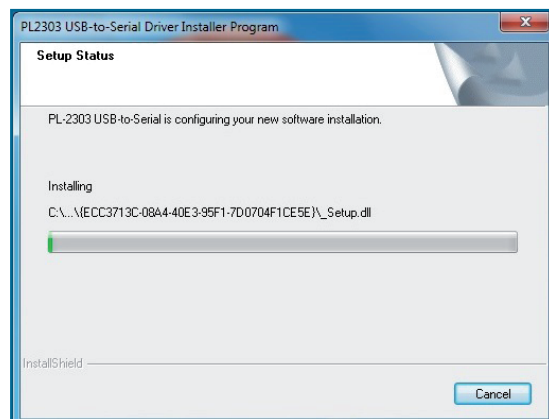 PL2303 USB-to-Serial Driver Installer Program
Setup Status
PL-2303 USB-to-Serial is configuring your new software installation.
Installing
C:\...\{ECC3713C-08A4-40E3-95F1-7D0704F1CE5E}\_Setup.dll
InstallShield
Cancel